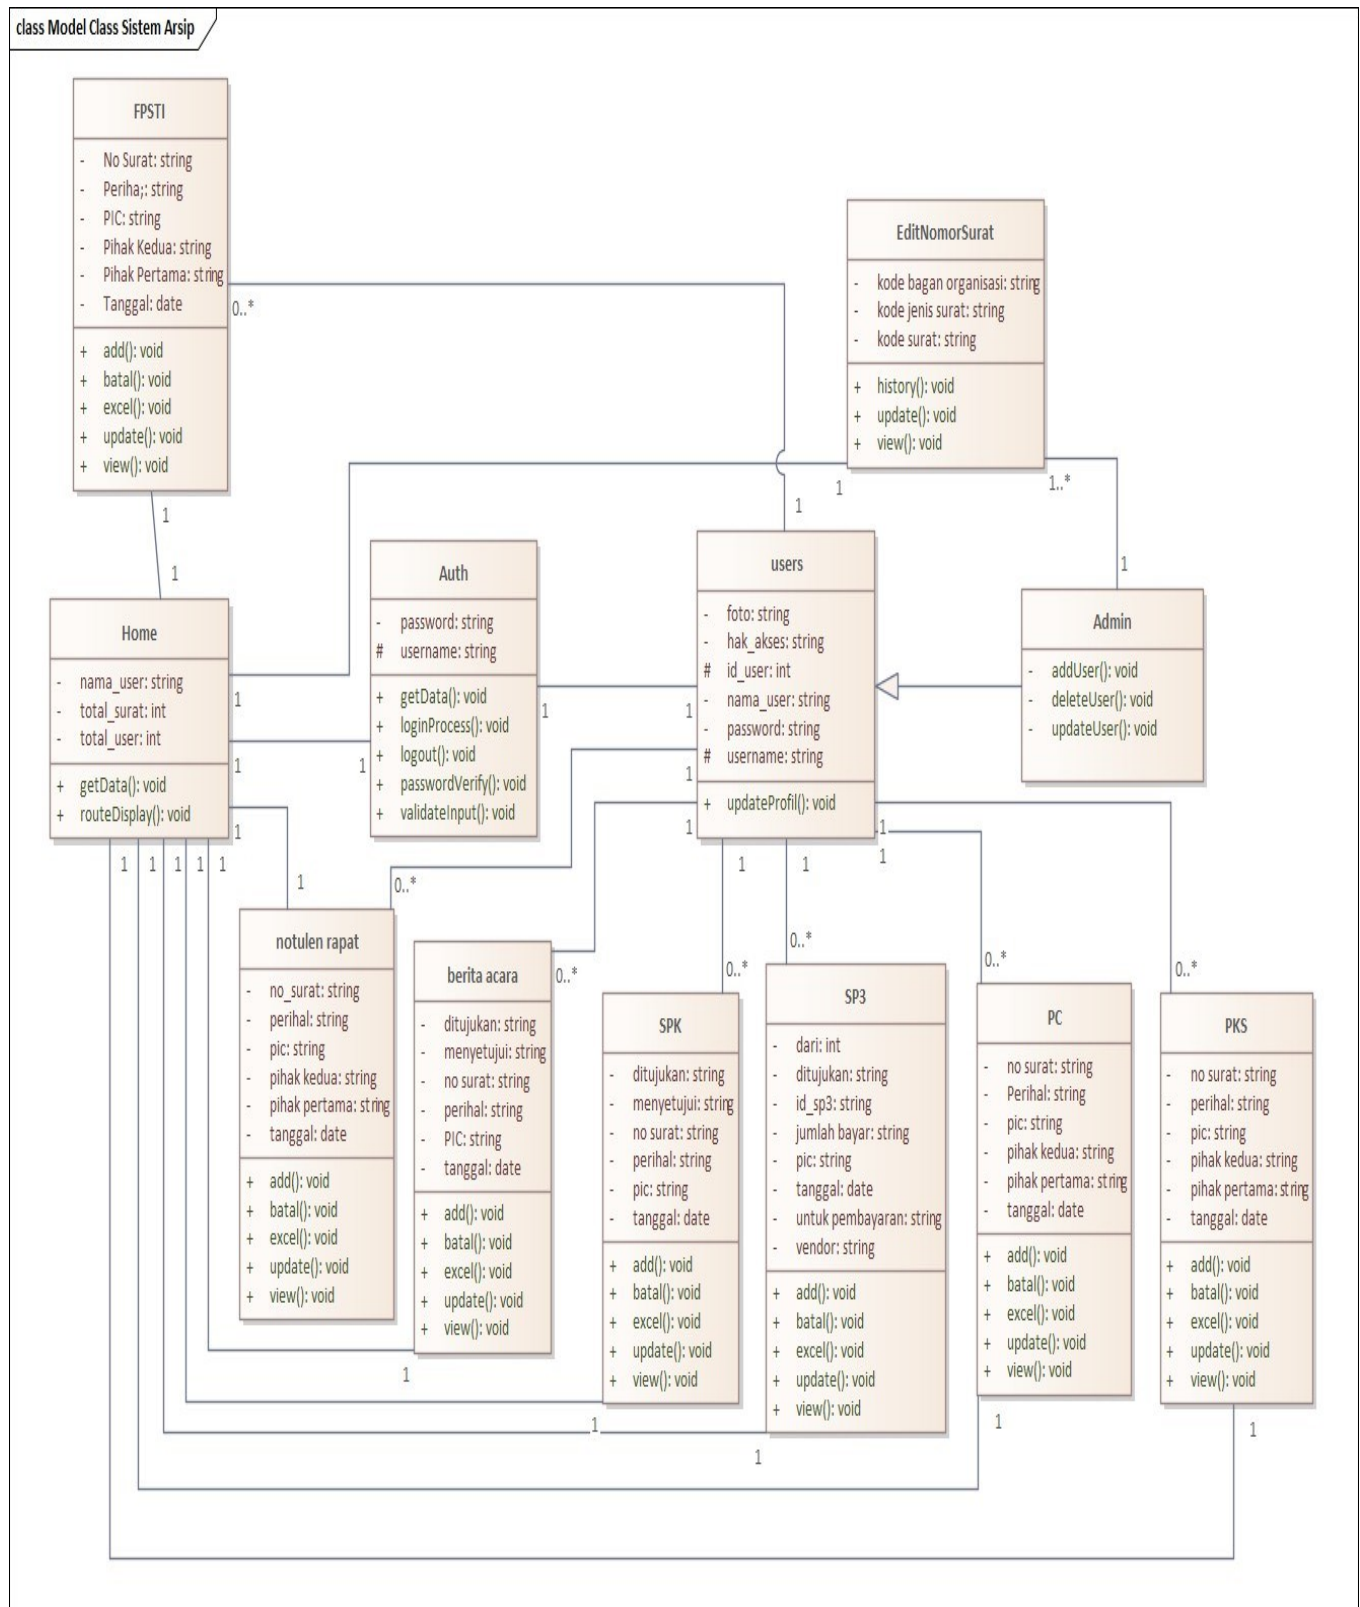 class Model Class Sistem Arsip
FPSTI
- No Surat: string
- Periha;: string
- PIC: string
- Pihak Kedua: string
- Pihak Pertama: string
- Tanggal: date
+ add(): void
+ batal(): void
+ excel(): void
+ update(): void
+ view(): void
0..*
1
1
1
EditNomorSurat
- kode bagan organisasi: string
- kode jenis surat: string
- kode surat: string
+ history(): void
+ update(): void
+ view(): void
1
1..*
1
Home
- nama_user: string
- total_surat: int
- total_user: int
+ getData(): void
+ routeDisplay(): void
1
1
1
1
1
1
1
1
Auth
- password: string
# username: string
+ getData(): void
+ loginProcess(): void
+ logout(): void
+ passwordVerify(): void
+ validateInput(): void
1
1
users
- foto: string
- hak_akses: string
# id_user: int
- nama_user: string
- password: string
# username: string
+ updateProfil(): void
1
1
1
1
1
1
1
Admin
- addUser(): void
- deleteUser(): void
- updateUser(): void
1
0..*
notulen rapat
- no_surat: string
- perihal: string
- pic: string
- pihak kedua: string
- pihak pertama: string
- tanggal: date
+ add(): void
+ batal(): void
+ excel(): void
+ update(): void
+ view(): void
0..*
berita acara
- ditujukan: string
- menyetujui: string
- no surat: string
- perihal: string
- PIC: string
- tanggal: date
+ add(): void
+ batal(): void
+ excel(): void
+ update(): void
+ view(): void
1
0..*
SPK
- ditujukan: string
- menyetujui: string
- no surat: string
- perihal: string
- pic: string
- tanggal: date
+ add(): void
+ batal(): void
+ excel(): void
+ update(): void
+ view(): void
1
0..*
SP3
- dari: int
- ditujukan: string
- id_sp3: string
- jumlah bayar: string
- pic: string
- tanggal: date
- untuk pembayaran: string
- vendor: string
+ add(): void
+ batal(): void
+ excel(): void
+ update(): void
+ view(): void
1
0..*
PC
- no surat: string
- Perihal: string
- pic: string
- pihak kedua: string
- pihak pertama: string
- tanggal: date
+ add(): void
+ batal(): void
+ excel(): void
+ update(): void
+ view(): void
1
0..*
PKS
- no surat: string
- perihal: string
- pic: string
- pihak kedua: string
- pihak pertama: string
- tanggal: date
+ add(): void
+ batal(): void
+ excel(): void
+ update(): void
+ view(): void
1